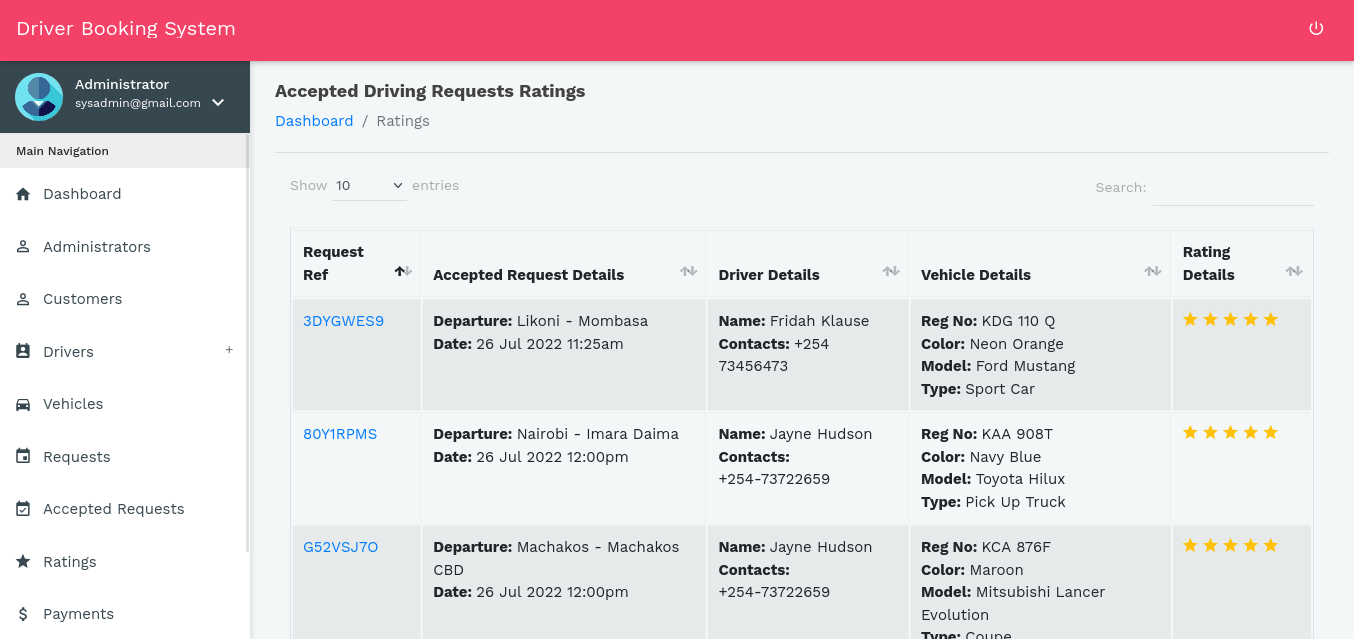 Driver Booking System
Administrator
sysadmin@gmail.com
Main Navigation
Dashboard
Administrators
Customers
Drivers +
Vehicles
Requests
Accepted Requests
Ratings
Payments
Accepted Driving Requests Ratings
Dashboard / Ratings
Show 10 entries
Search:
Request
Ref
Accepted Request Details
Driver Details
Vehicle Details
Rating
Details
3DYGWES9
Departure: Likoni - Mombasa
Date: 26 Jul 2022 11:25am
Name: Fridah Klause
Contacts: +254
73456473
Reg No: KDG 110 Q
Color: Neon Orange
Model: Ford Mustang
Type: Sport Car
80Y1RPMS
Departure: Nairobi - Imara Daima
Date: 26 Jul 2022 12:00pm
Name: Jayne Hudson
Contacts:
+254-73722659
Reg No: KAA 908T
Color: Navy Blue
Model: Toyota Hilux
Type: Pick Up Truck
G52VSJ7O
Departure: Machakos - Machakos
CBD
Date: 26 Jul 2022 12:00pm
Name: Jayne Hudson
Contacts:
+254-73722659
Reg No: KCA 876F
Color: Maroon
Model: Mitsubishi Lancer
Evolution
Type: Coupe